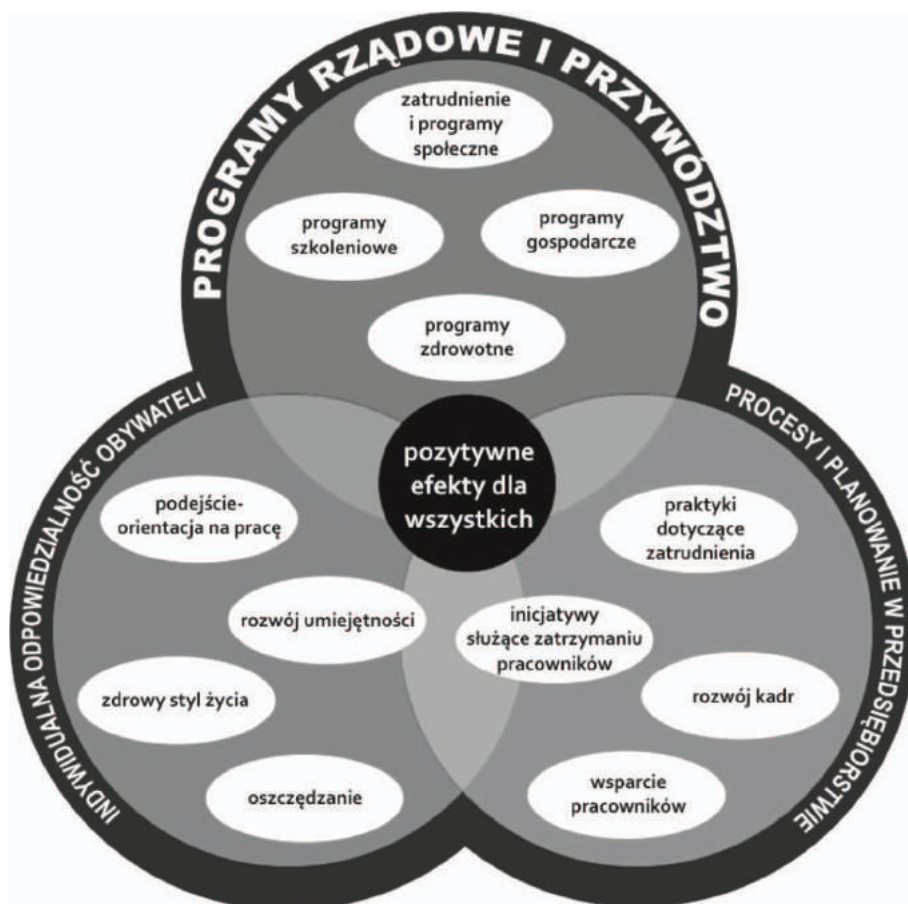 PROGRAMY RZĄDOWE I PRZYWÓDZTWO
zatrudnienie
i programy
społeczne
programy
szkoleniowe
programy
gospodarcze
programy
zdrowotne
INDYWIDUALNA ODPOWIEDZIALNOŚĆ OBYWATELI
PROCESY I PLANOWANIE W PRZEDSIĘBIORSTWIE
pozytywne
efekty dla
wszystkich
podejście-
orientacja na pracę
rozwój umiejętności
zdrowy styl życia
oszczędzanie
praktyki
dotyczące
zatrudnienia
inicjatywy
służące zatrzymaniu
pracowników
rozwój kadr
wsparcie
pracowników